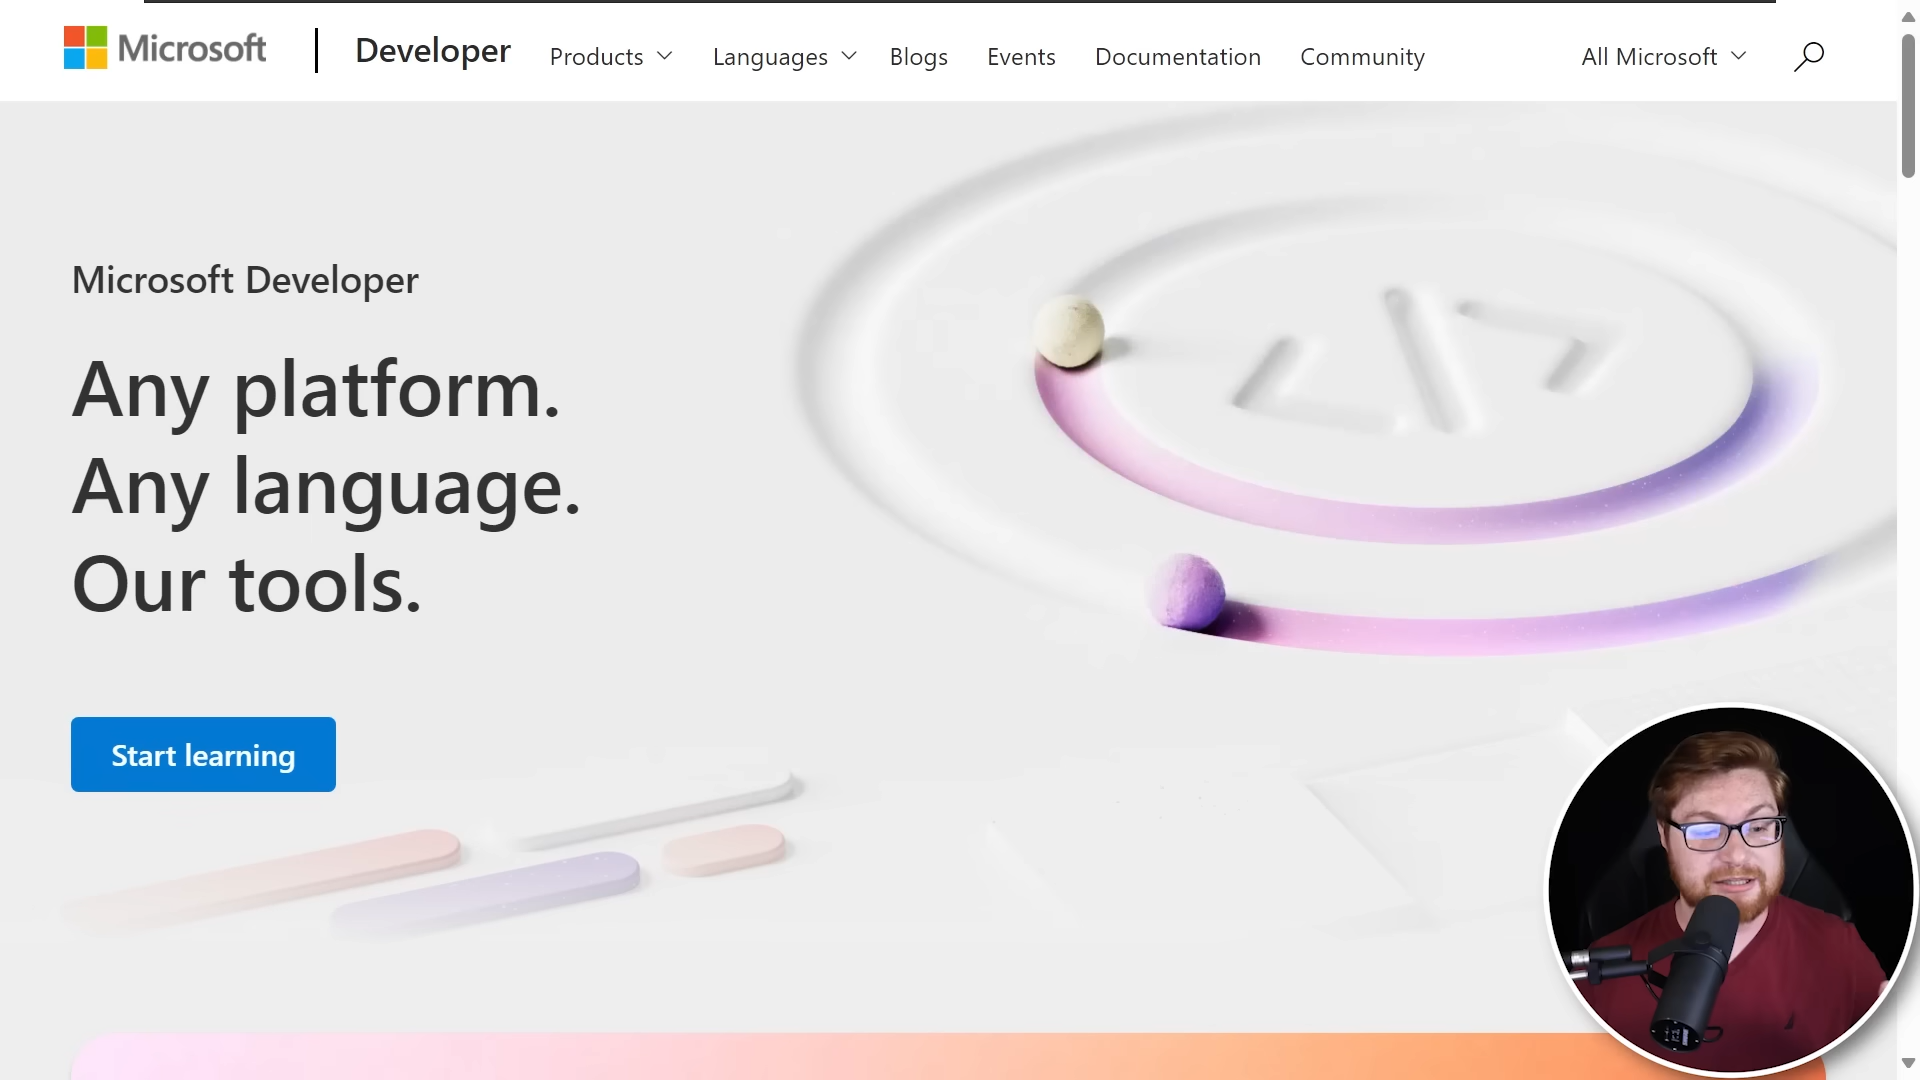 Microsoft
Developer
Products
Languages
Blogs
Events
Documentation
Community
All Microsoft
Microsoft Developer
Any platform.
Any language.
Our tools.
Start learning